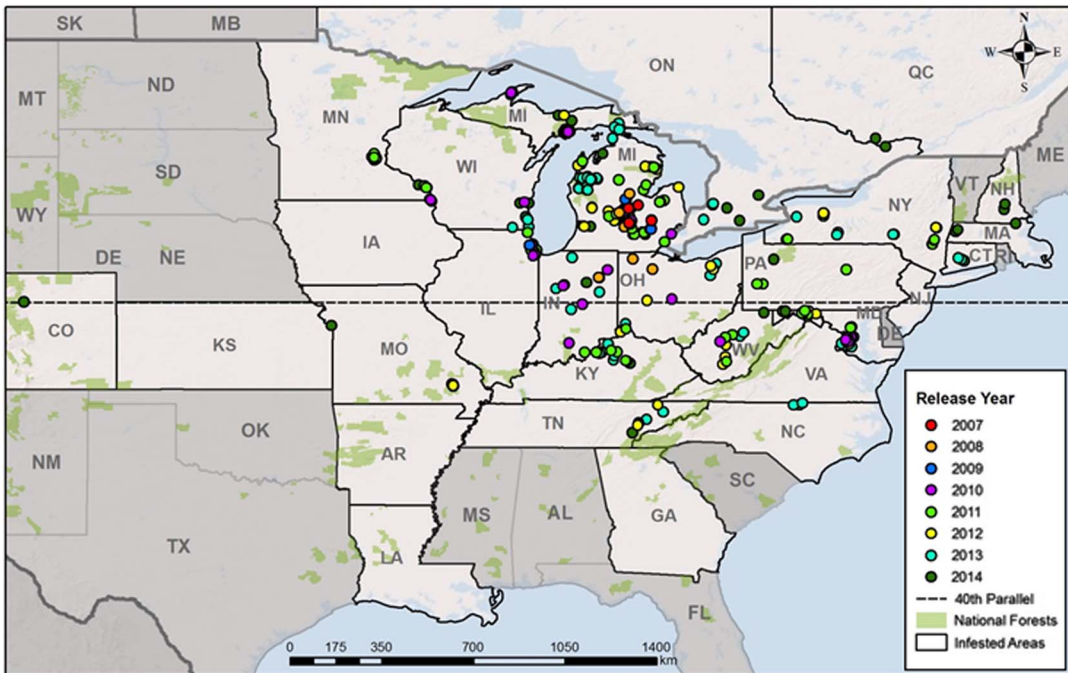 SK MB
N
W E
S
ON
QC
MT ND
MN
MI
ME
WI
MI
VT NH
SD
NY
WY
MA
IA
CT RI
DE NE
PA
OH
NJ
IN
IL
MD
DE
CO KS
MO
WV
KY
VA
TN
NC
OK
NM
AR
SC
MS AL GA
TX
LA
FL
0 175 350 700 1050 1400
km
Release Year
2007
2008
2009
2010
2011
2012
2013
2014
40th Parallel
National Forests
Infested Areas